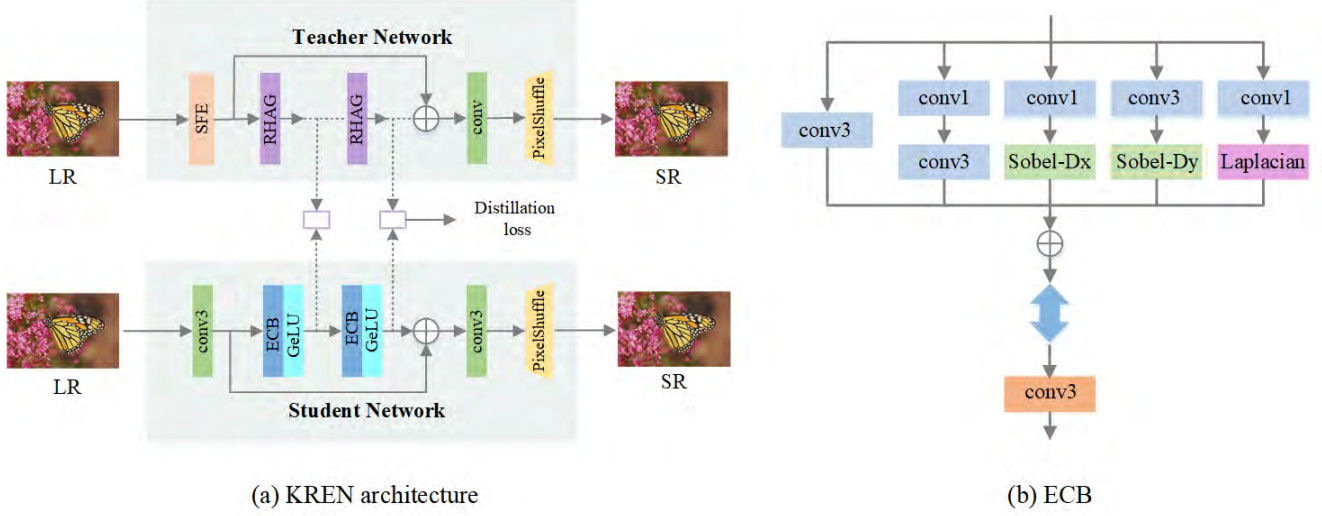 Teacher Network
LR
SFE
RHAG
RHAG
conv
PixelShuffle
SR
Distillation
loss
LR
conv3
ECB
GeLU
ECB
GeLU
conv3
PixelShuffle
SR
Student Network
(a) KREN architecture
conv3
conv1
conv1
conv3
conv1
conv3
Sobel-Dx
Sobel-Dy
Laplacian
conv3
(b) ECB